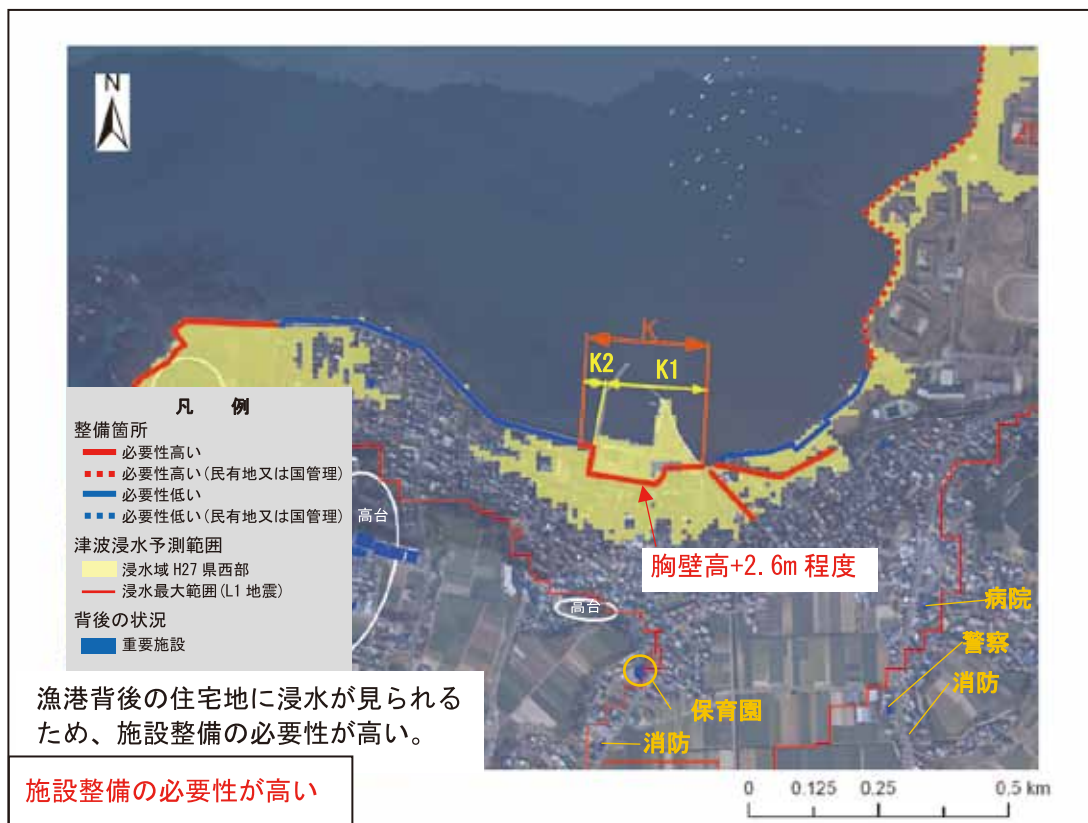 N
K
K2
K1
凡 例
整備箇所
必要性高い
必要性高い(民有地又は国管理)
必要性低い
必要性低い(民有地又は国管理)
津波浸水予測範囲
浸水域 H27 県西部
浸水最大範囲(L1 地震)
背後の状況
重要施設
高台
高台
胸壁高+2.6m 程度
病院
警察
消防
保育園
消防
漁港背後の住宅地に浸水が見られる
ため、施設整備の必要性が高い。
施設整備の必要性が高い
0 0.125 0.25 0.5 km